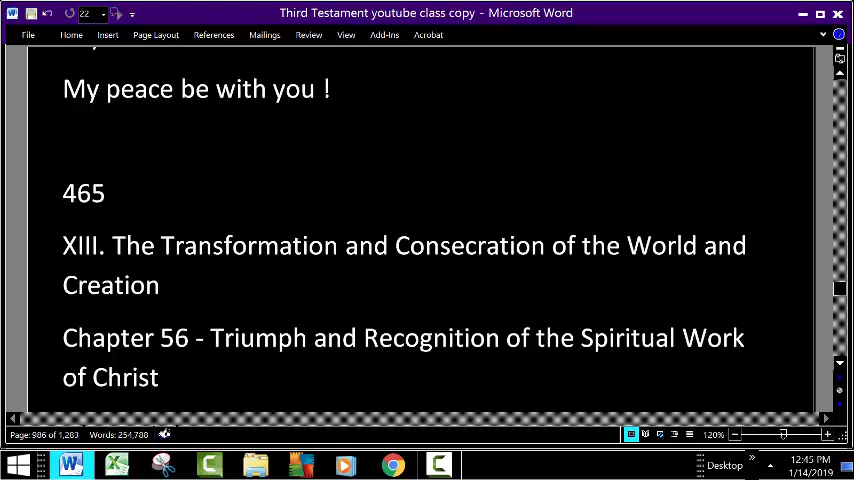 22 Third Testament youtube class copy - Microsoft Word
File Home Insert Page Layout References Mailings Review View Add-Ins Acrobat
My peace be with you !
465
XIII. The Transformation and Consecration of the World and
Creation
Chapter 56 - Triumph and Recognition of the Spiritual Work
of Christ
Page: 986 of 1,283 Words: 254,788 120%
Desktop 12:45 PM
1/14/2019